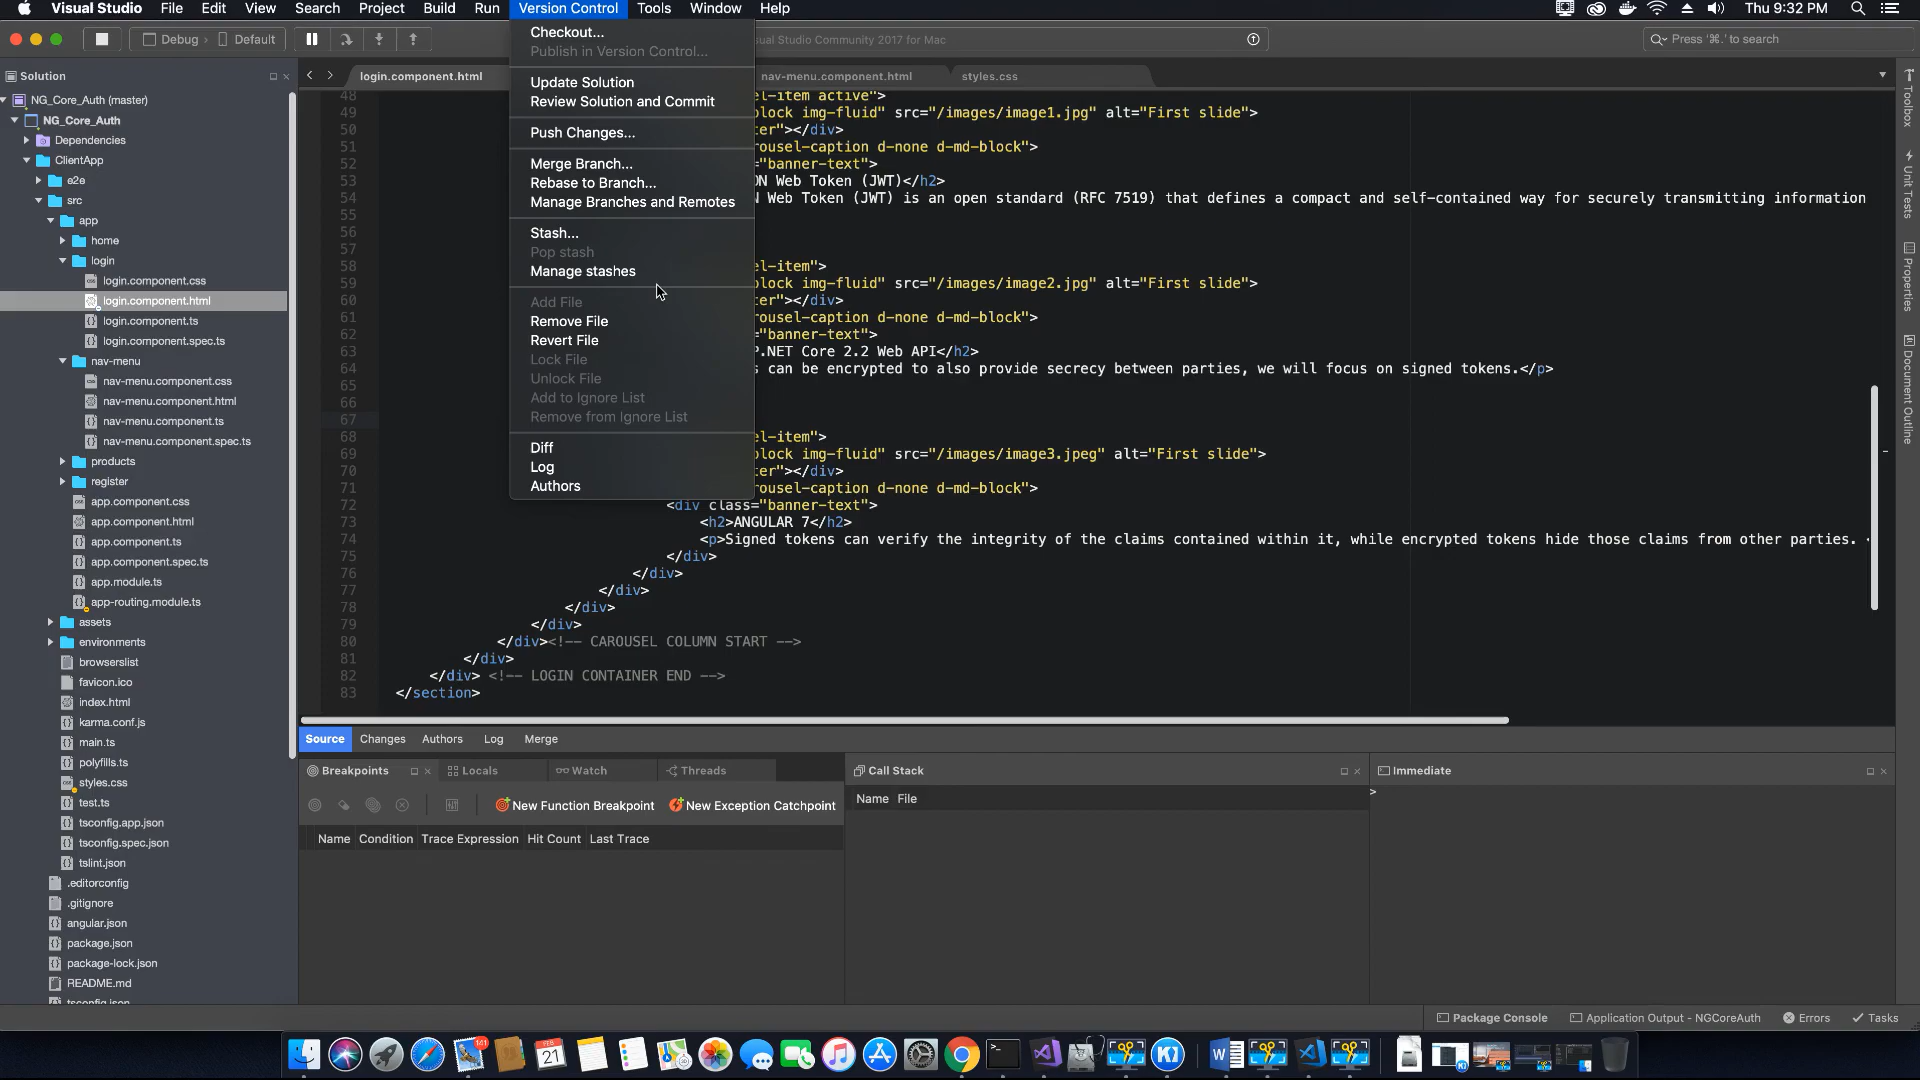 Visual Studio File Edit View Search Project Build Run Version Control Tools Window Help Thu 9:32 PM
Debug Default
Visual Studio Community 2017 for Mac
Press '⌘.' to search
Solution
NG_Core_Auth (master)
NG_Core_Auth
Dependencies
ClientApp
e2e
src
app
home
login
login.component.css
login.component.html
login.component.ts
login.component.spec.ts
nav-menu
nav-menu.component.css
nav-menu.component.html
nav-menu.component.ts
nav-menu.component.spec.ts
products
register
app.component.css
app.component.html
app.component.ts
app.component.spec.ts
app.module.ts
app-routing.module.ts
assets
environments
browserslist
favicon.ico
index.html
karma.conf.js
main.ts
polyfills.ts
styles.css
test.ts
tsconfig.app.json
tsconfig.spec.json
tslint.json
.editorconfig
.gitignore
angular.json
package.json
package-lock.json
README.md
tsconfig.json
Checkout...
Publish in Version Control...
Update Solution
Review Solution and Commit
Push Changes...
Merge Branch...
Rebase to Branch...
Manage Branches and Remotes
Stash...
Pop stash
Manage stashes
Add File
Remove File
Revert File
Lock File
Unlock File
Add to Ignore List
Remove from Ignore List
Diff
Log
Authors
login.component.html nav-menu.component.html styles.css
48 el-item active">
49 block img-fluid" src="/images/image1.jpg" alt="First slide">
50 ter"></div>
51 ousel-caption d-none d-md-block">
52 ="banner-text">
53 ON Web Token (JWT)</h2>
54 N Web Token (JWT) is an open standard (RFC 7519) that defines a compact and self-contained way for securely transmitting information
55
56
57
58 el-item">
59 block img-fluid" src="/images/image2.jpg" alt="First slide">
60 ter"></div>
61 ousel-caption d-none d-md-block">
62 ="banner-text">
63 P.NET Core 2.2 Web API</h2>
64 s can be encrypted to also provide secrecy between parties, we will focus on signed tokens.</p>
65
66
67
68 el-item">
69 block img-fluid" src="/images/image3.jpeg" alt="First slide">
70 ter"></div>
71 ousel-caption d-none d-md-block">
72 <div class="banner-text">
73 <h2>ANGULAR 7</h2>
74 <p>Signed tokens can verify the integrity of the claims contained within it, while encrypted tokens hide those claims from other parties. <
75 </div>
76 </div>
77 </div>
78 </div>
79 </div>
80 </div><!-- CAROUSEL COLUMN START -->
81 </div>
82 </div> <!-- LOGIN CONTAINER END -->
83 </section>
Toolbox
Unit Tests
Properties
Document Outline
Source Changes Authors Log Merge
Breakpoints Locals Watch Threads
New Function Breakpoint New Exception Catchpoint
Name Condition Trace Expression Hit Count Last Trace
Call Stack
Name File
Immediate
>
Package Console Application Output - NGCoreAuth Errors Tasks
FEB
21